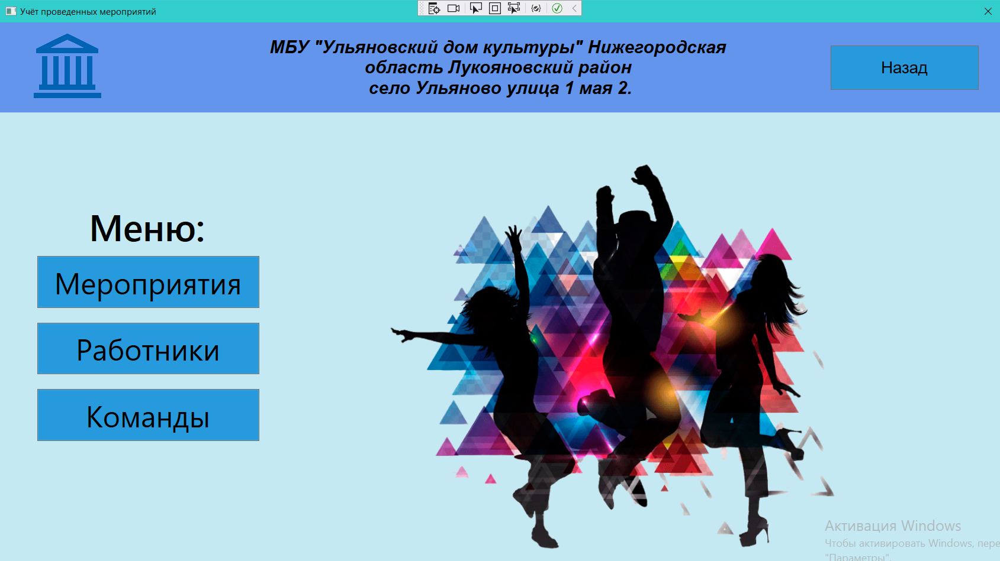 Учёт проведенных мероприятий
МБУ "Ульяновский дом культуры" Нижегородская
область Лукояновский район
село Ульяново улица 1 мая 2.
Назад
Меню:
Мероприятия
Работники
Команды
Активация Windows
Чтобы активировать Windows, пере
"Параметры".